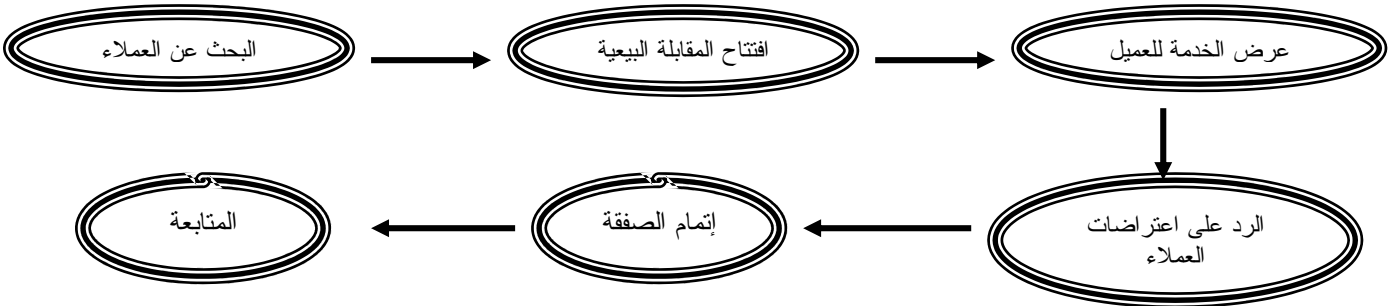 البحث عن العملاء
افتتاح المقابلة البيعية
عرض الخدمة للعميل
الرد على اعتراضات
العملاء
إتمام الصفقة
المتابعة